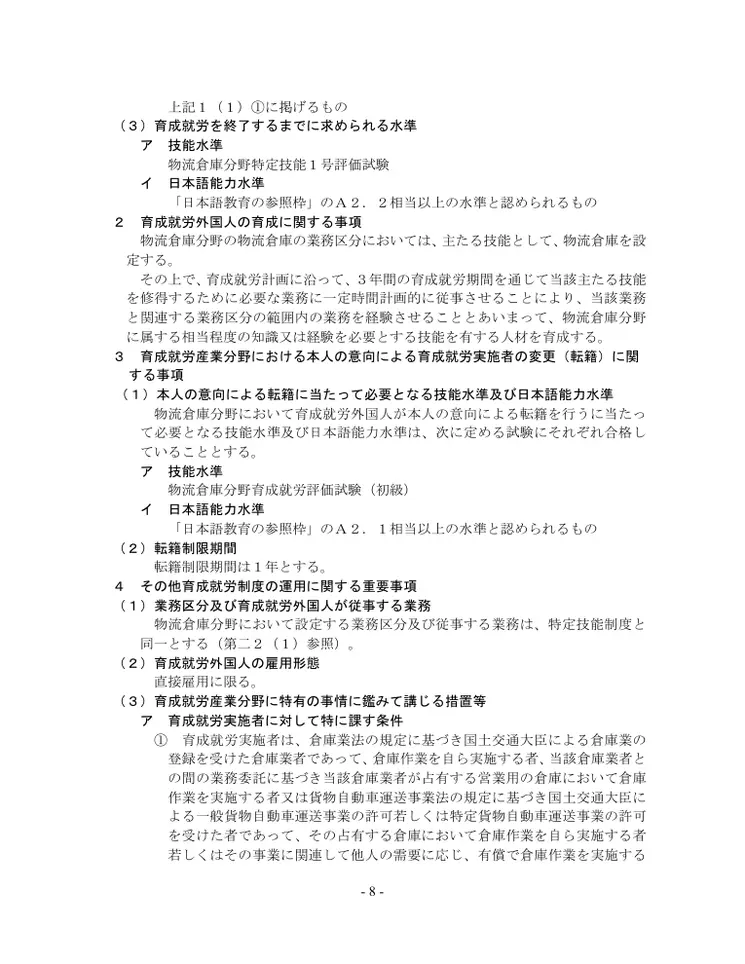 上記１（１）①に掲げるもの
（３）育成就労を終了するまでに求められる水準
ア　技能水準
物流倉庫分野特定技能１号評価試験
イ　日本語能力水準
「日本語教育の参照枠」のＡ２．２相当以上の水準と認められるもの
２　育成就労外国人の育成に関する事項
物流倉庫分野の物流倉庫の業務区分においては、主たる技能として、物流倉庫を設
定する。
その上で、育成就労計画に沿って、３年間の育成就労期間を通じて当該主たる技能
を修得するために必要な業務に一定時間計画的に従事させることにより、当該業務
と関連する業務区分の範囲内の業務を経験させることとあいまって、物流倉庫分野
に属する相当程度の知識又は経験を必要とする技能を有する人材を育成する。
３　育成就労産業分野における本人の意向による育成就労実施者の変更（転籍）に関
する事項
（１）本人の意向による転籍に当たって必要となる技能水準及び日本語能力水準
物流倉庫分野において育成就労外国人が本人の意向による転籍を行うに当たっ
て必要となる技能水準及び日本語能力水準は、次に定める試験にそれぞれ合格し
ていることとする。
ア　技能水準
物流倉庫分野育成就労評価試験（初級）
イ　日本語能力水準
「日本語教育の参照枠」のＡ２．１相当以上の水準と認められるもの
（２）転籍制限期間
転籍制限期間は１年とする。
４　その他育成就労制度の運用に関する重要事項
（１）業務区分及び育成就労外国人が従事する業務
物流倉庫分野において設定する業務区分及び従事する業務は、特定技能制度と
同一とする（第二２（１）参照）。
（２）育成就労外国人の雇用形態
直接雇用に限る。
（３）育成就労産業分野に特有の事情に鑑みて講じる措置等
ア　育成就労実施者に対して特に課す条件
①　育成就労実施者は、倉庫業法の規定に基づき国土交通大臣による倉庫業の
登録を受けた倉庫業者であって、倉庫作業を自ら実施する者、当該倉庫業者と
の間の業務委託に基づき当該倉庫業者が占有する営業用の倉庫において倉庫
作業を実施する者又は貨物自動車運送事業法の規定に基づき国土交通大臣に
よる一般貨物自動車運送事業の許可若しくは特定貨物自動車運送事業の許可
を受けた者であって、その占有する倉庫において倉庫作業を自ら実施する者
若しくはその事業に関連して他人の需要に応じ、有償で倉庫作業を実施する
- 8 -